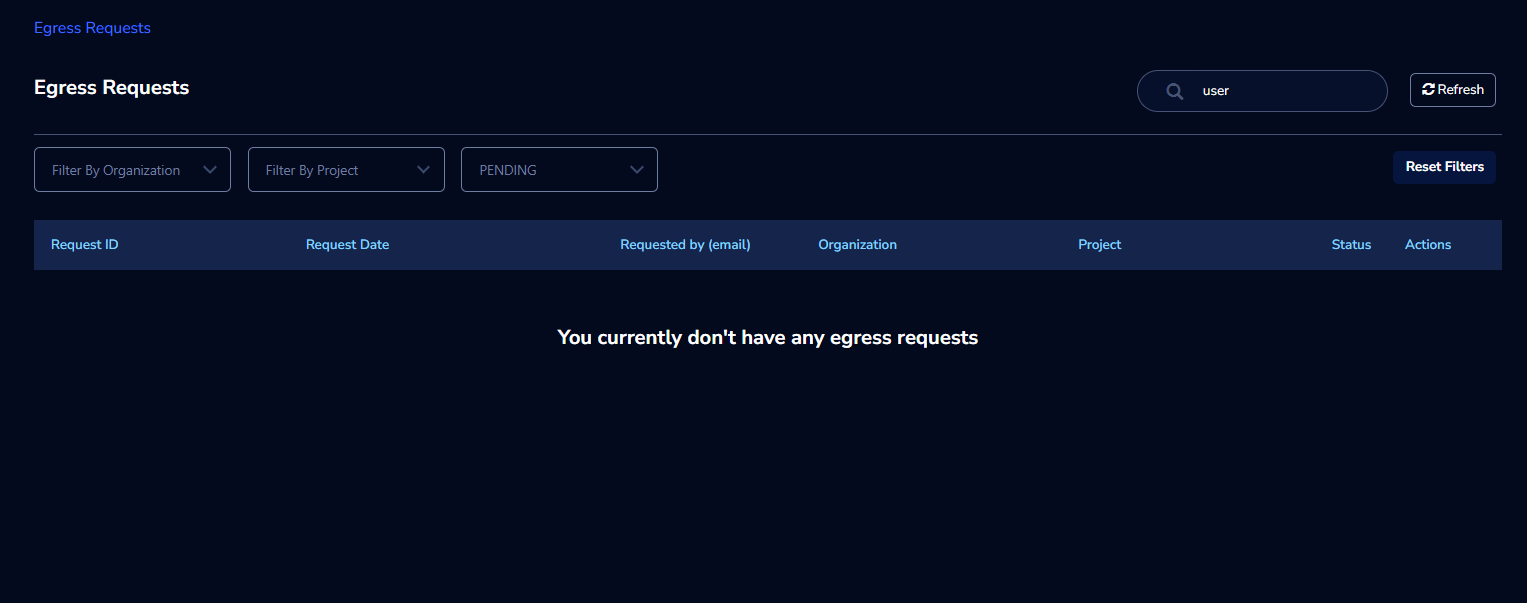 Egress Requests
Egress Requests
user
Refresh
Filter By Organization
Filter By Project
PENDING
Reset Filters
Request ID
Request Date
Requested by (email)
Organization
Project
Status
Actions
You currently don't have any egress requests